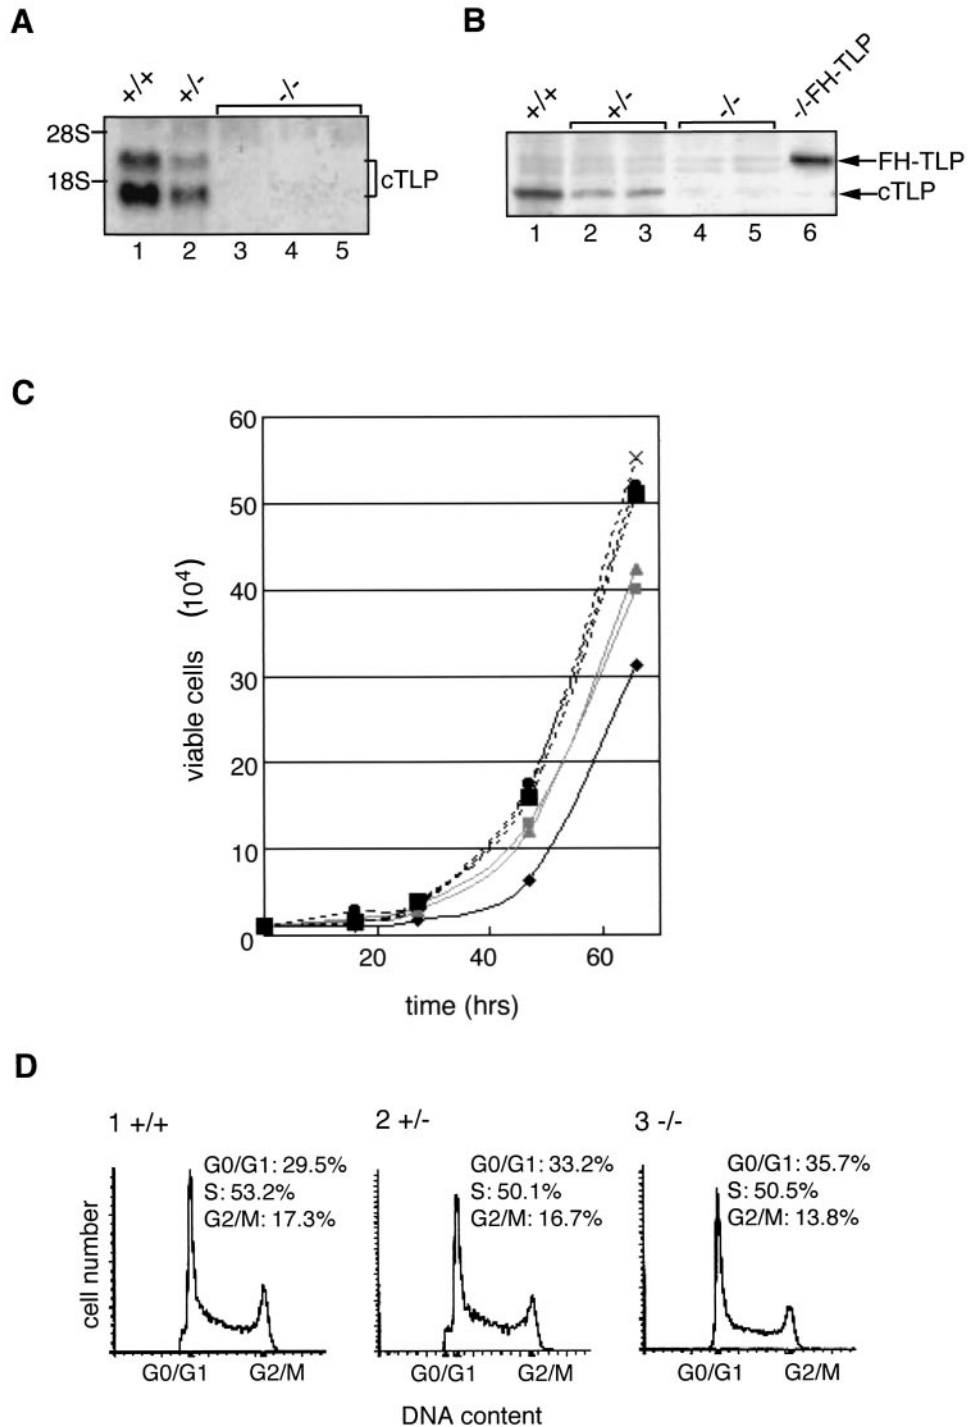 A
+/+ +/- -/-
28S
18S
cTLP
1 2 3 4 5
B
+/+ +/- -/- -/-FH-TLP
FH-TLP
cTLP
1 2 3 4 5 6
C
60
50
40
30
20
10
0
viable cells (10⁴)
20 40 60
time (hrs)
D
1 +/+
G0/G1: 29.5%
S: 53.2%
G2/M: 17.3%
2 +/-
G0/G1: 33.2%
S: 50.1%
G2/M: 16.7%
3 -/-
G0/G1: 35.7%
S: 50.5%
G2/M: 13.8%
cell number
G0/G1 G2/M G0/G1 G2/M G0/G1 G2/M
DNA content